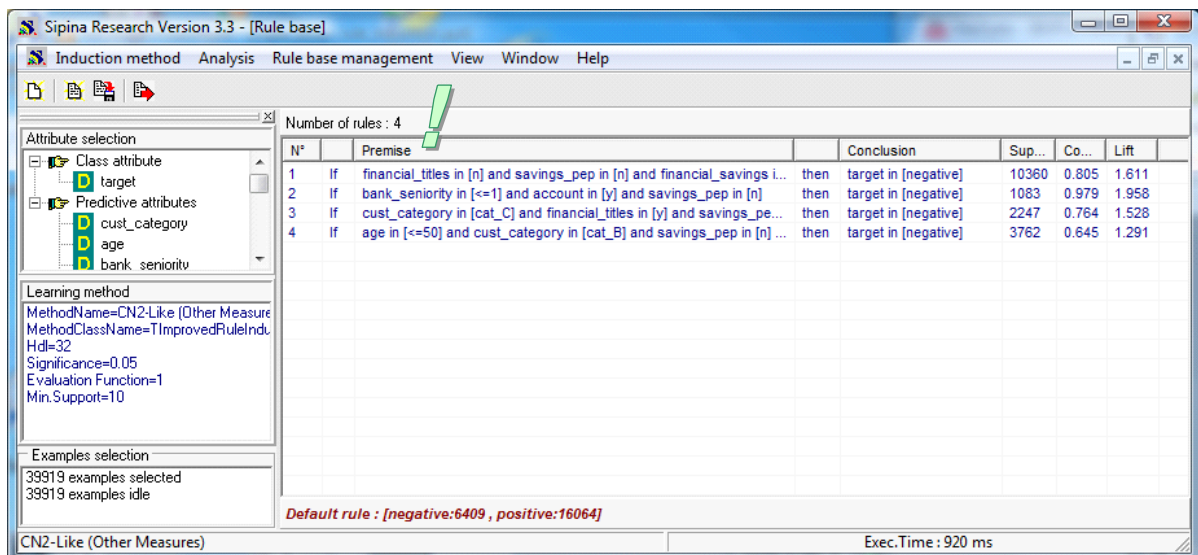 Sipina Research Version 3.3 - [Rule base]
Induction method Analysis Rule base management View Window Help
Number of rules : 4
Attribute selection
Class attribute
D target
Predictive attributes
D cust_category
D age
D bank_seniority
N° Premise Conclusion Sup... Co... Lift
1 If financial_titles in [n] and savings_pep in [n] and financial_savings i... then target in [negative] 10360 0.805 1.611
2 If bank_seniority in [<=1] and account in [y] and savings_pep in [n] then target in [negative] 1083 0.979 1.958
3 If cust_category in [cat_C] and financial_titles in [y] and savings_pe... then target in [negative] 2247 0.764 1.528
4 If age in [<=50] and cust_category in [cat_B] and savings_pep in [n] ... then target in [negative] 3762 0.645 1.291
Learning method
MethodName=CN2-Like (Other Measure
MethodClassName=TImprovedRuleIndu
Hdl=32
Significance=0.05
Evaluation Function=1
Min.Support=10
Examples selection
39919 examples selected
39919 examples idle
Default rule : [negative:6409 , positive:16064]
CN2-Like (Other Measures) Exec.Time : 920 ms